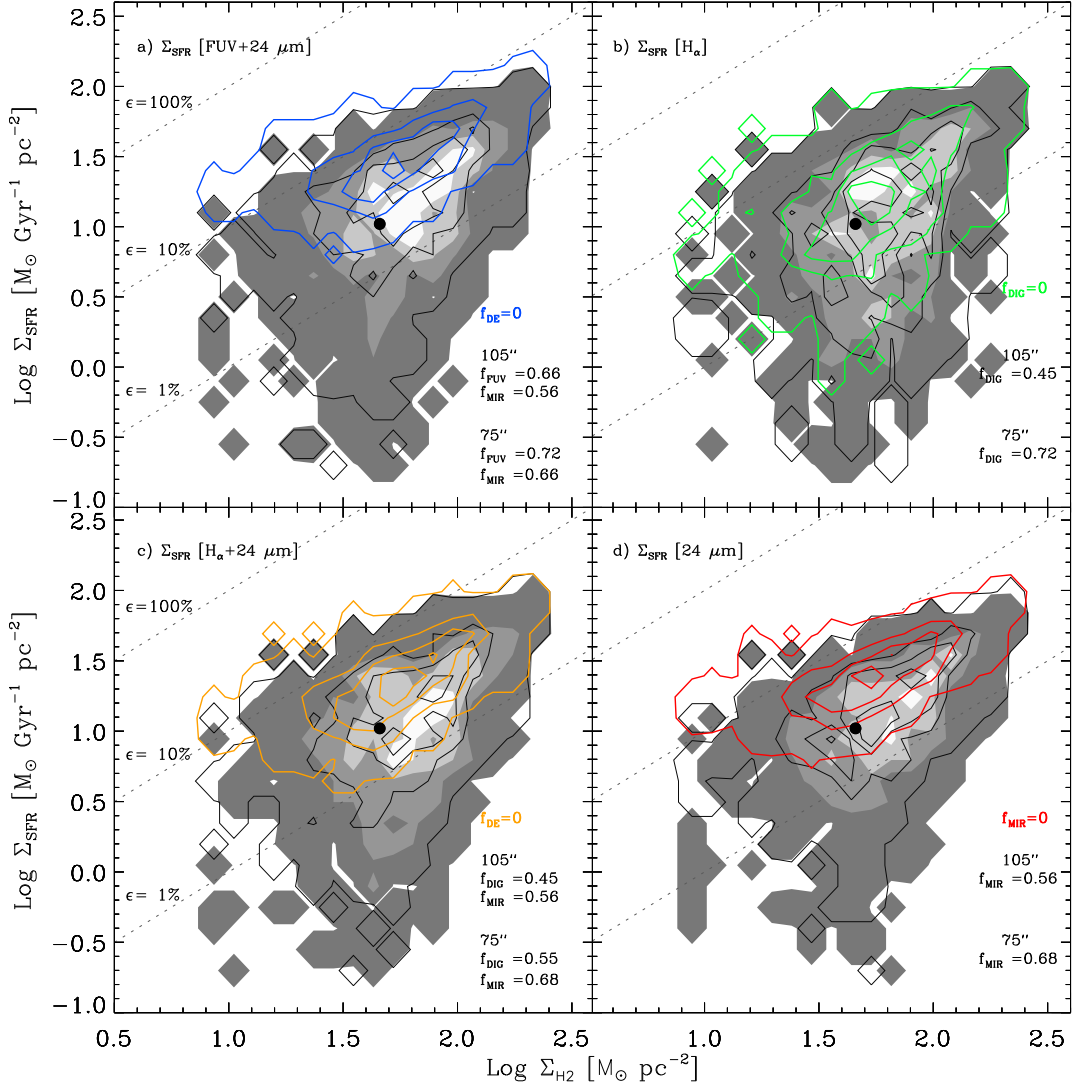 a) Σ_SFR [FUV+24 μm]
ϵ=100%
ϵ= 10%
ϵ= 1%
f_DE=0
105"
f_FUV =0.66
f_MIR =0.56
75"
f_FUV =0.72
f_MIR =0.66
2.5
2.0
1.5
1.0
0.5
0.0
−0.5
−1.0
Log Σ_SFR [M_⊙ Gyr^−1 pc^−2]
b) Σ_SFR [H_α]
f_DIG=0
105"
f_DIG =0.45
75"
f_DIG =0.72
c) Σ_SFR [H_α+24 μm]
ϵ=100%
ϵ= 10%
ϵ= 1%
f_DE=0
105"
f_DIG =0.45
f_MIR =0.56
75"
f_DIG =0.55
f_MIR =0.68
2.5
2.0
1.5
1.0
0.5
0.0
−0.5
−1.0
Log Σ_SFR [M_⊙ Gyr^−1 pc^−2]
d) Σ_SFR [24 μm]
f_MIR=0
105"
f_MIR =0.56
75"
f_MIR =0.68
0.5 1.0 1.5 2.0 2.5
1.0 1.5 2.0 2.5
Log Σ_H2 [M_⊙ pc^−2]